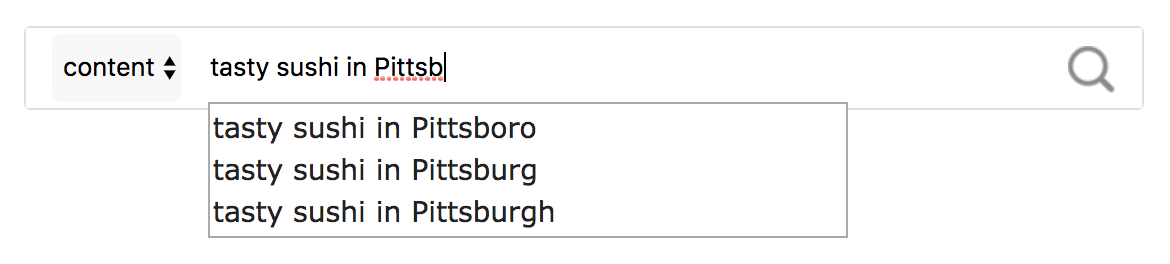 content tasty sushi in Pittsb
tasty sushi in Pittsboro
tasty sushi in Pittsburg
tasty sushi in Pittsburgh